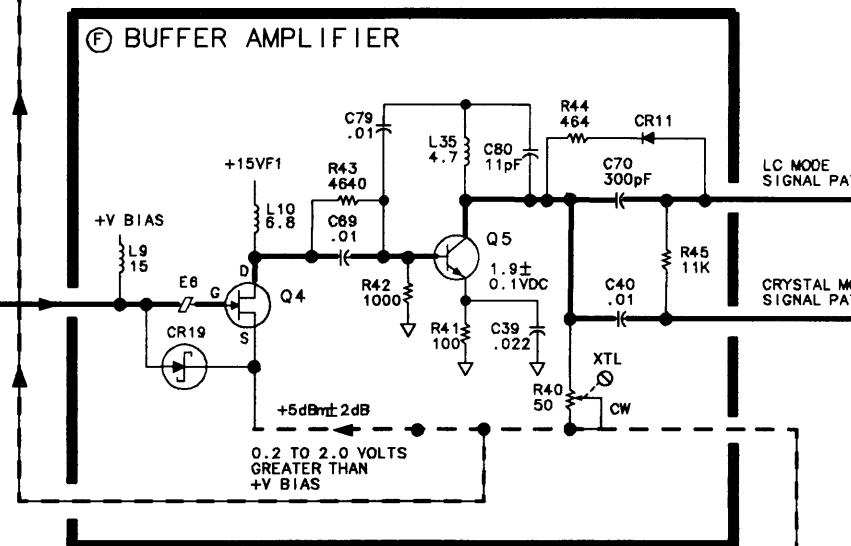 F BUFFER AMPLIFIER
C79
.01
R44
464
CR11
L35
4.7
C80
11pF
+15VF1
R43
4640
C70
300pF
LC MODE
SIGNAL PAT
L10
6.8
+V BIAS
C69
.01
L9
15
Q5
R45
11K
D
E6
G
Q4
1.9±
0.1VDC
R42
1000
C40
.01
CRYSTAL MO
SIGNAL PAT
CR19
S
R41
100
C39
.022
XTL
R40
50
CW
+5dBm±2dB
0.2 TO 2.0 VOLTS
GREATER THAN
+V BIAS